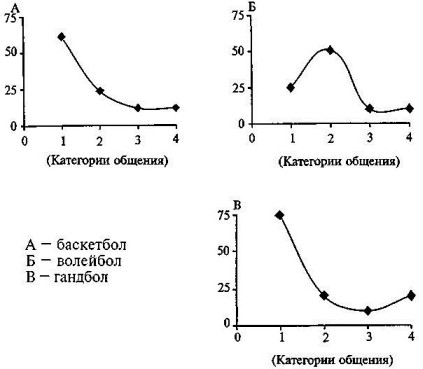 А
75
50
25
0
0 1 2 3 4
(Категории общения)
Б
75
50
25
0
0 1 2 3 4
(Категории общения)
А – баскетбол
Б – волейбол
В – гандбол
В
75
50
25
0
0 1 2 3 4
(Категории общения)